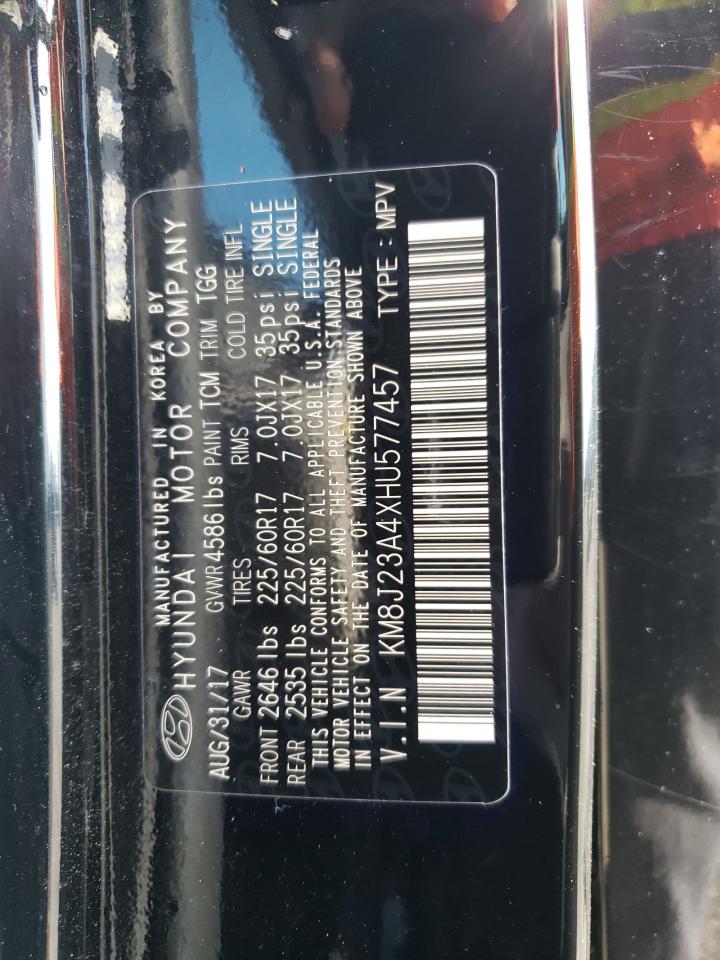 MANUFACTURED IN KOREA BY
HYUNDAI MOTOR COMPANY
AUG/31/17 GVWR 4586 lbs PAINT TCM TRIM TGG
GAWR TIRES RIMS COLD TIRE INFL
FRONT 2646 lbs 225/60R17 7.0JX17 35psi SINGLE
REAR 2535 lbs 225/60R17 7.0JX17 35psi SINGLE
THIS VEHICLE CONFORMS TO ALL APPLICABLE U.S.A. FEDERAL
MOTOR VEHICLE SAFETY AND THEFT PREVENTION STANDARDS
IN EFFECT ON THE DATE OF MANUFACTURE SHOWN ABOVE
V.I.N KM8J23A4XHU577457 TYPE : MPV